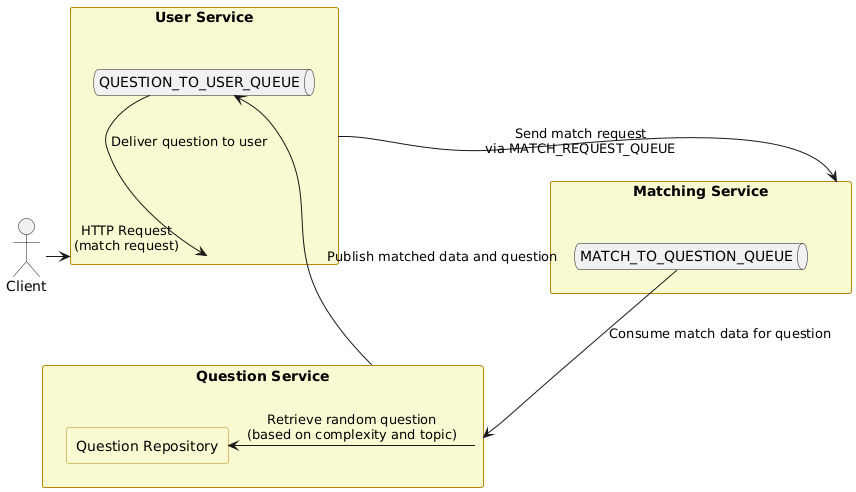 User Service
QUESTION_TO_USER_QUEUE
Deliver question to user
Send match request
via MATCH_REQUEST_QUEUE
Matching Service
HTTP Request
(match request)
Client
Publish matched data and question
MATCH_TO_QUESTION_QUEUE
Consume match data for question
Question Service
Retrieve random question
(based on complexity and topic)
Question Repository